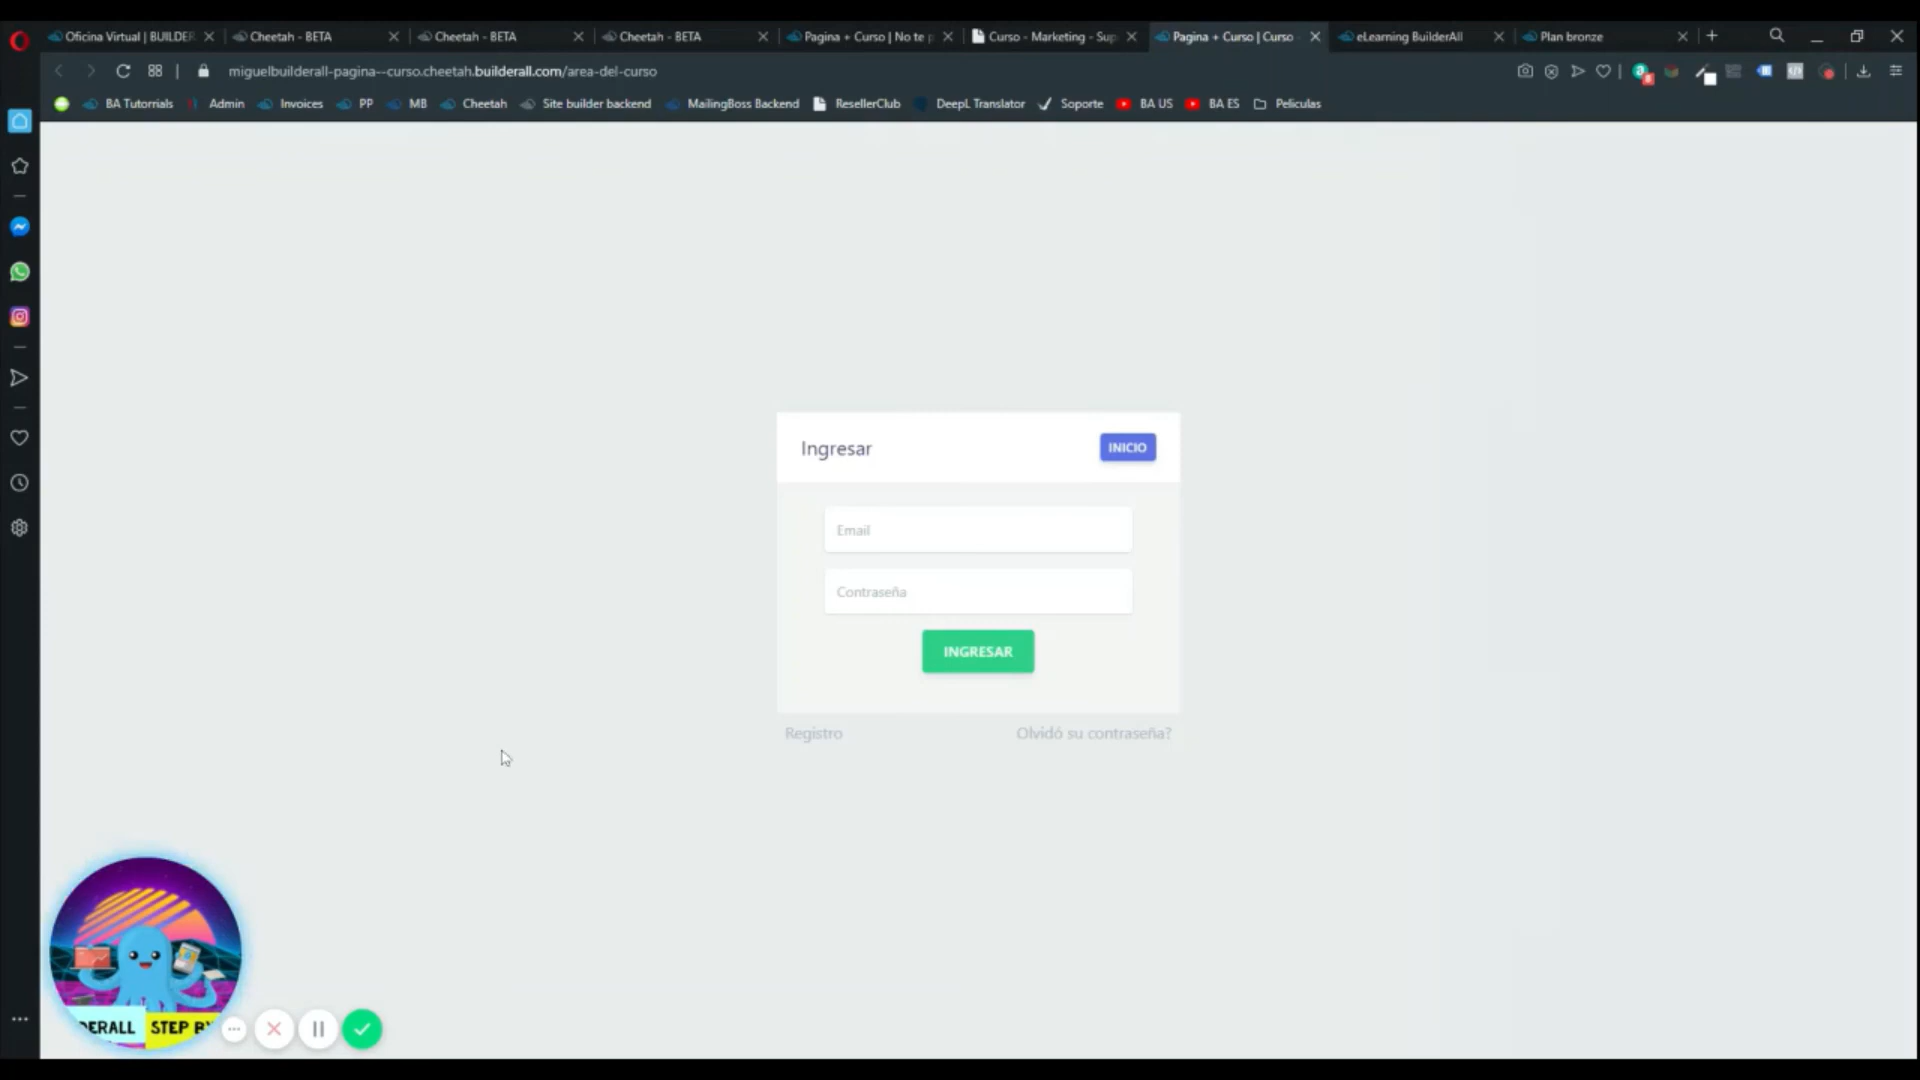 Oficina Virtual | BUILDER
Cheetah - BETA
Cheetah - BETA
Cheetah - BETA
Pagina + Curso | No te p
Curso - Marketing - Sup
Pagina + Curso | Curso
eLearning BuilderAll
Plan bronze
miguelbuilderall-pagina--curso.cheetah.builderall.com/area-del-curso
BA Tutorrials
Admin
Invoices
PP
MB
Cheetah
Site builder backend
MailingBoss Backend
ResellerClub
DeepL Translator
Soporte
BA US
BA ES
Peliculas
Ingresar
INICIO
Email
Contraseña
INGRESAR
Registro
Olvidó su contraseña?
DERALL STEP BY